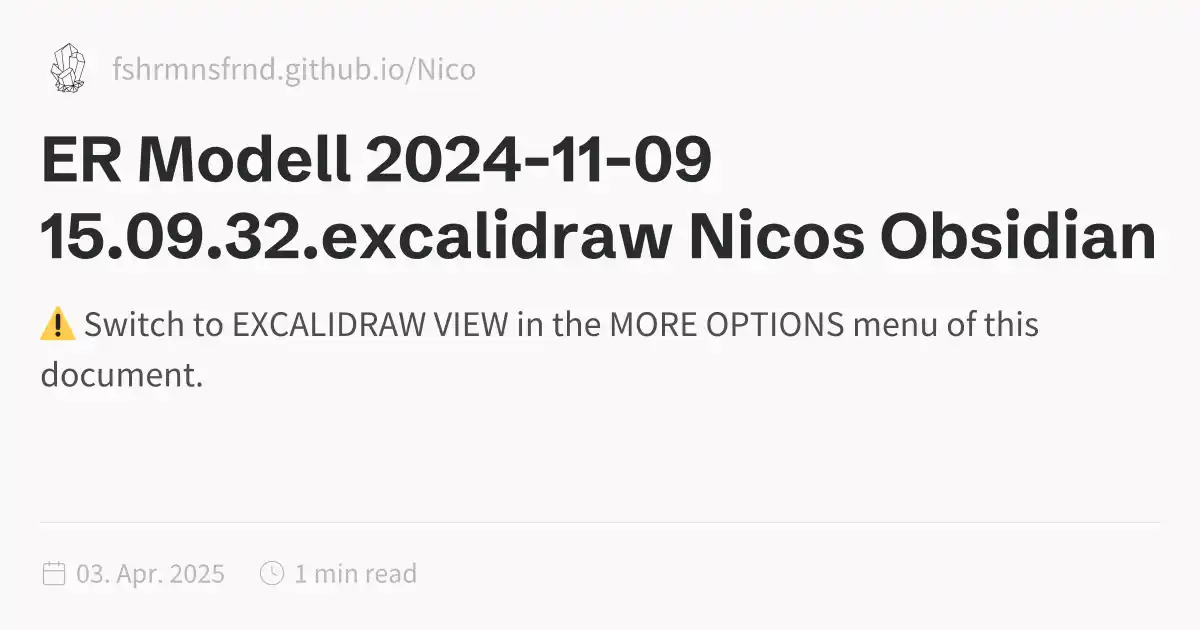 fshrmnsfrnd.github.io/Nico
ER Modell 2024-11-09
15.09.32.excalidraw Nicos Obsidian
⚠️ Switch to EXCALIDRAW VIEW in the MORE OPTIONS menu of this
document.
03. Apr. 2025 1 min read